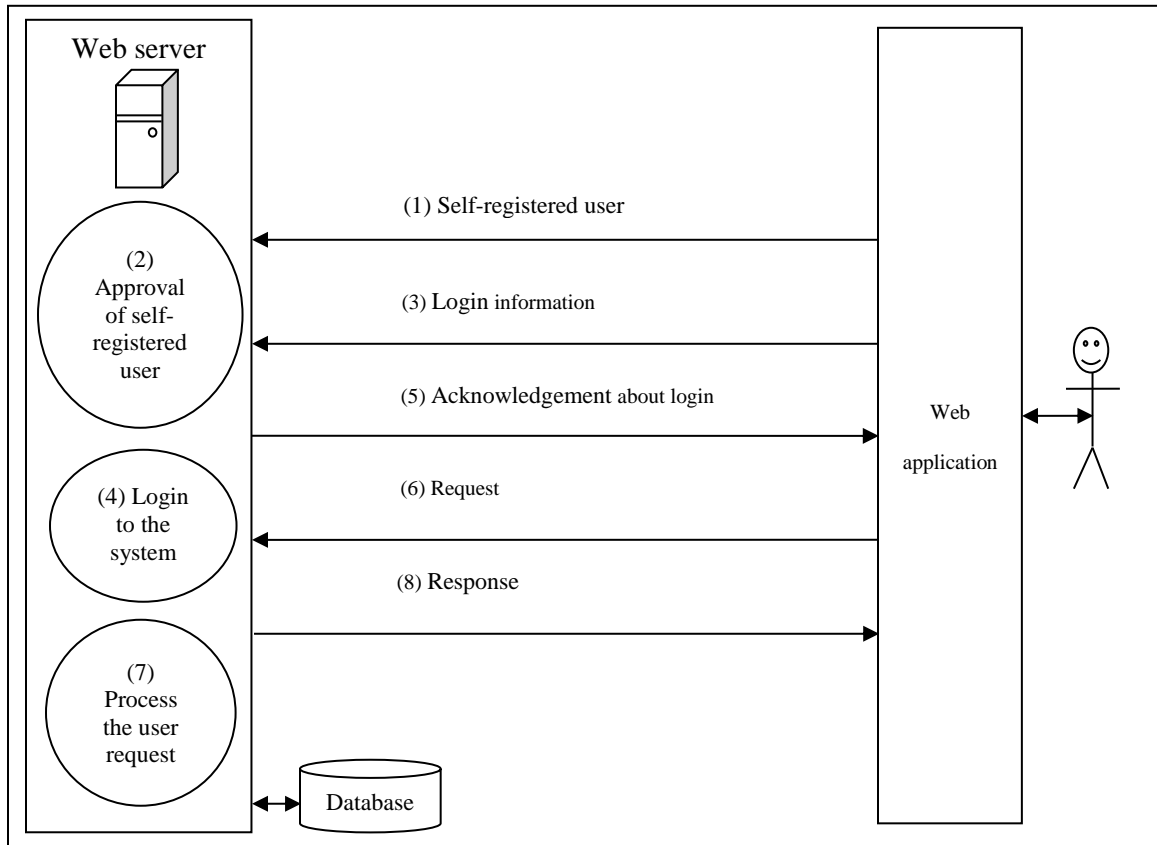 Web server
(1) Self-registered user
(2)
Approval
of self-
registered
user
(3) Login information
(5) Acknowledgement about login
Web
application
(4) Login
to the
system
(6) Request
(8) Response
(7)
Process
the user
request
Database